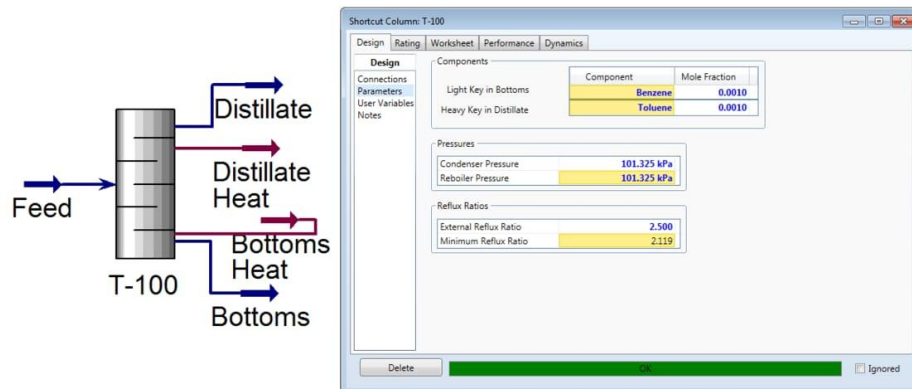 Feed
T-100
Distillate
Distillate
Heat
Bottoms
Heat
Bottoms
Shortcut Column: T-100
Design Rating Worksheet Performance Dynamics
Design
Connections
Parameters
User Variables
Notes
Components
Component Mole Fraction
Light Key in Bottoms Benzene 0.0010
Heavy Key in Distillate Toluene 0.0010
Pressures
Condenser Pressure 101.325 kPa
Reboiler Pressure 101.325 kPa
Reflux Ratios
External Reflux Ratio 2.500
Minimum Reflux Ratio 2.119
Delete OK Ignored